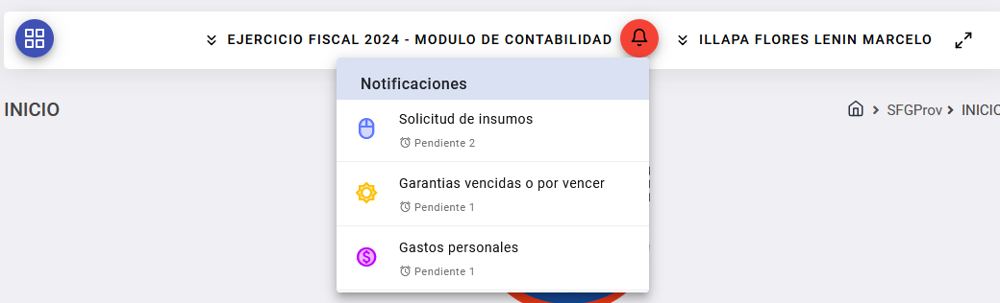 EJERCICIO FISCAL 2024 - MODULO DE CONTABILIDAD
ILLAPA FLORES LENIN MARCELO
Notificaciones
INICIO
SFGProv
INICIO
Solicitud de insumos
Pendiente 2
Garantias vencidas o por vencer
Pendiente 1
Gastos personales
Pendiente 1